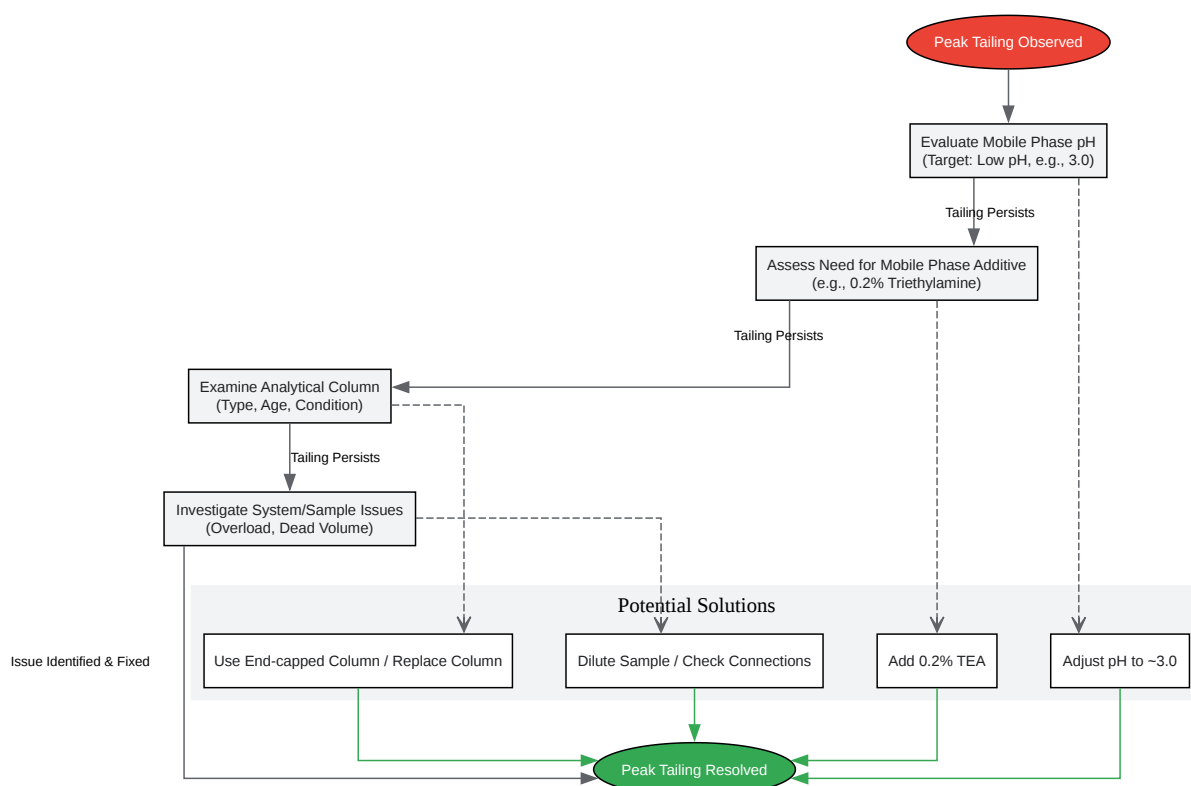 Peak Tailing Observed
Evaluate Mobile Phase pH
(Target: Low pH, e.g., 3.0)
Tailing Persists
Assess Need for Mobile Phase Additive
(e.g., 0.2% Triethylamine)
Tailing Persists
Examine Analytical Column
(Type, Age, Condition)
Tailing Persists
Investigate System/Sample Issues
(Overload, Dead Volume)
Potential Solutions
Issue Identified & Fixed
Use End-capped Column / Replace Column
Dilute Sample / Check Connections
Add 0.2% TEA
Adjust pH to ~3.0
Peak Tailing Resolved